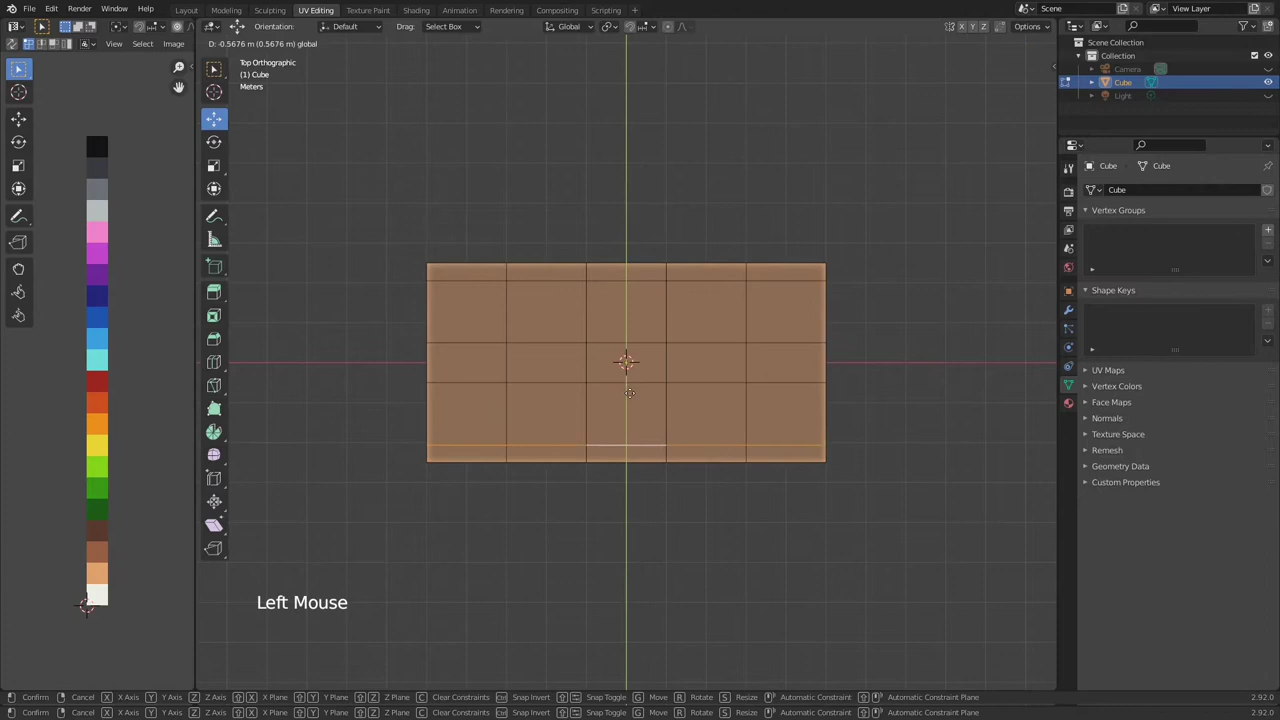 File Edit Render Window Help Layout Modeling Sculpting UV Editing Texture Paint Shading Animation Rendering Compositing Scripting + Scene View Layer
Orientation: Default Drag: Select Box Global X Y Z Options
View Select Image D: -0.5676 m (0.5676 m) global Scene Collection
Collection
Top Orthographic
(1) Cube
Meters
Camera
Cube
Light
Cube Cube
Cube
Vertex Groups
Shape Keys
UV Maps
Vertex Colors
Face Maps
Normals
Texture Space
Remesh
Geometry Data
Custom Properties
Left Mouse
Confirm Cancel X X Axis Y Y Axis Z Z Axis X X Plane Y Y Plane Z Z Plane C Clear Constraints Ctrl Snap Invert Snap Toggle G Move R Rotate S Resize Automatic Constraint Automatic Constraint Plane 2.92.0
Confirm Cancel X X Axis Y Y Axis Z Z Axis X X Plane Y Y Plane Z Z Plane C Clear Constraints Ctrl Snap Invert Snap Toggle G Move R Rotate S Resize Automatic Constraint Automatic Constraint Plane 2.92.0